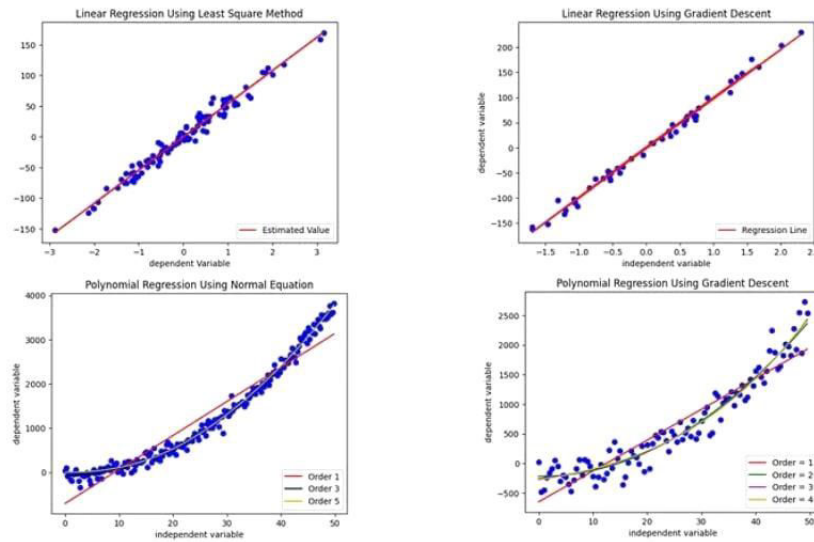 Linear Regression Using Least Square Method
150
100
50
0
−50
−100
−150
−3 −2 −1 0 1 2 3
dependent Variable
Estimated Value
Linear Regression Using Gradient Descent
dependent variable
200
150
100
50
0
−50
−100
−150
−1.5 −1.0 −0.5 0.0 0.5 1.0 1.5 2.0
independent variable
Regression Line
Polynomial Regression Using Normal Equation
dependent variable
4000
3000
2000
1000
0
0 10 20 30 40 50
independent variable
Order 1
Order 3
Order 5
Polynomial Regression Using Gradient Descent
dependent variable
2500
2000
1500
1000
500
0
−500
0 10 20 30 40 50
independent variable
Order = 1
Order = 2
Order = 3
Order = 4